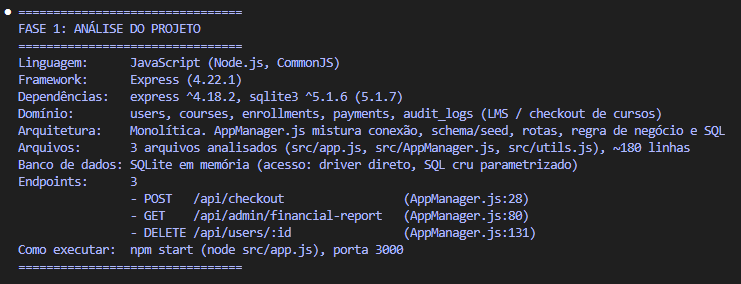 ● ================================
FASE 1: ANÁLISE DO PROJETO
================================
Linguagem:      JavaScript (Node.js, CommonJS)
Framework:      Express (4.22.1)
Dependências:   express ^4.18.2, sqlite3 ^5.1.6 (5.1.7)
Domínio:        users, courses, enrollments, payments, audit_logs (LMS / checkout de cursos)
Arquitetura:    Monolítica. AppManager.js mistura conexão, schema/seed, rotas, regra de negócio e SQL
Arquivos:       3 arquivos analisados (src/app.js, src/AppManager.js, src/utils.js), ~180 linhas
Banco de dados: SQLite em memória (acesso: driver direto, SQL cru parametrizado)
Endpoints:      3
                - POST   /api/checkout                 (AppManager.js:28)
                - GET    /api/admin/financial-report   (AppManager.js:80)
                - DELETE /api/users/:id                (AppManager.js:131)
Como executar:  npm start (node src/app.js), porta 3000
================================